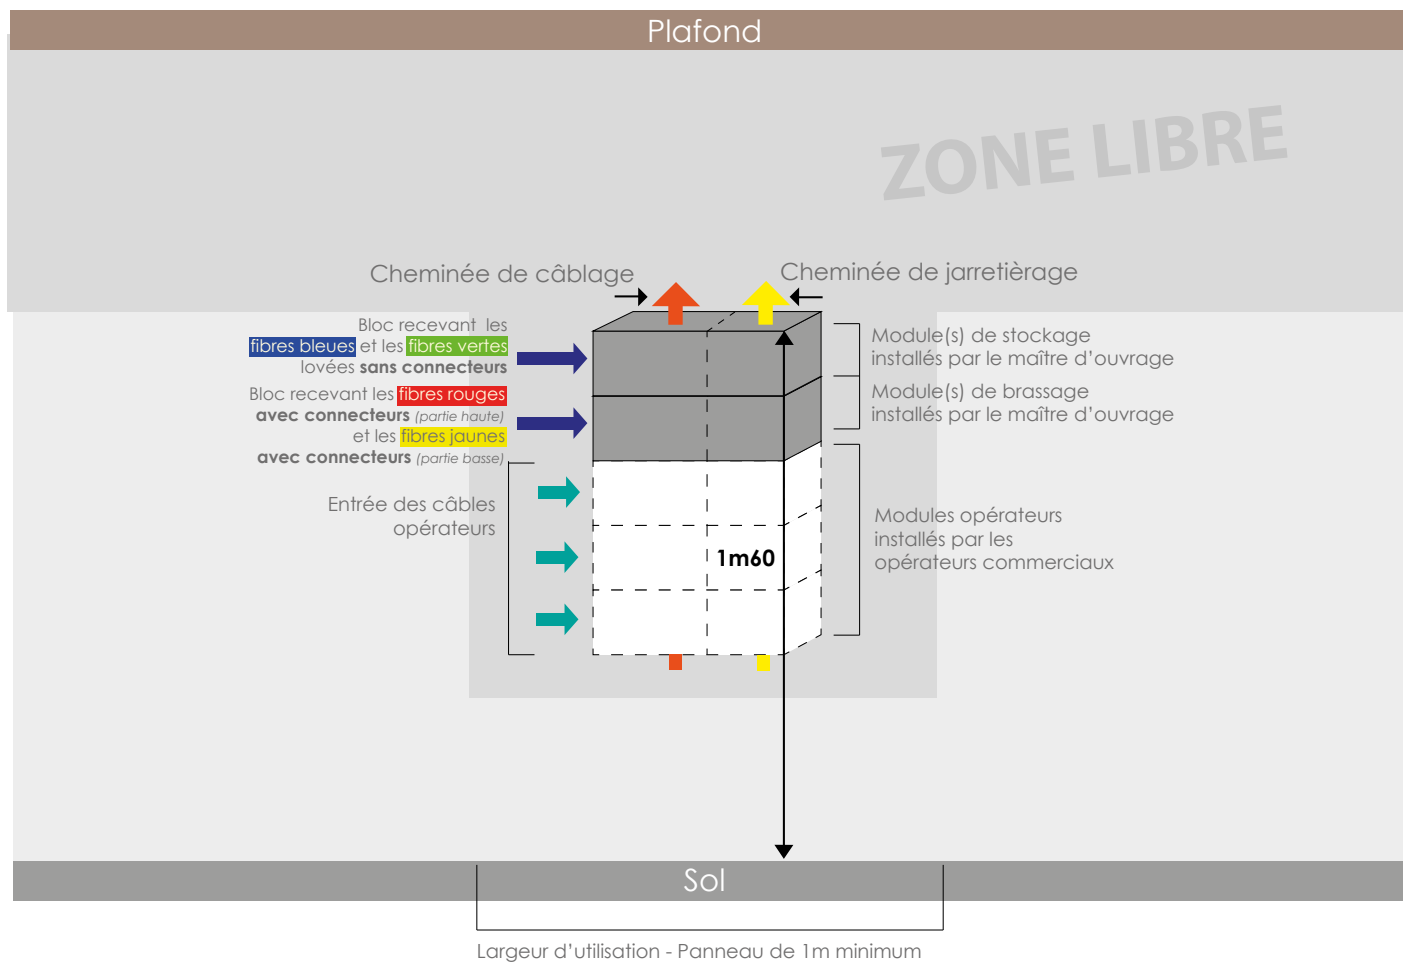 Plafond
ZONE LIBRE
Cheminée de câblage
Cheminée de jarretièrage
Bloc recevant les
fibres bleues et les fibres vertes
lovées sans connecteurs
Bloc recevant les fibres rouges
avec connecteurs (partie haute)
et les fibres jaunes
avec connecteurs (partie basse)
Module(s) de stockage
installés par le maître d'ouvrage
Module(s) de brassage
installés par le maître d'ouvrage
Entrée des câbles
opérateurs
1m60
Modules opérateurs
installés par les
opérateurs commerciaux
Sol
Largeur d'utilisation - Panneau de 1m minimum